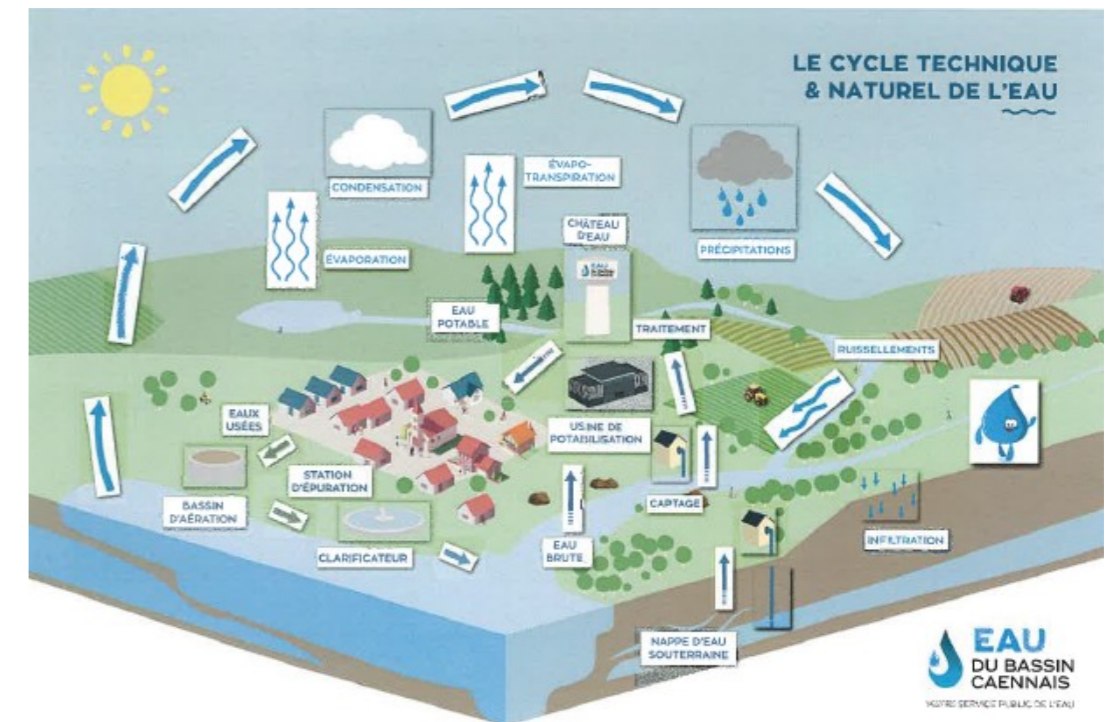 LE CYCLE TECHNIQUE
& NATUREL DE L'EAU
CONDENSATION
ÉVAPO-
TRANSPIRATION
CHÂTEAU
D'EAU
PRÉCIPITATIONS
ÉVAPORATION
EAU
EAU
POTABLE
TRAITEMENT
RUISSELLEMENTS
EAUX
USÉES
USINE DE
POTABILISATION
STATION
D'ÉPURATION
BASSIN
D'AÉRATION
CAPTAGE
CLARIFICATEUR
EAU
BRUTE
INFILTRATION
NAPPE D'EAU
SOUTERRAINE
EAU
DU BASSIN
CAENNAIS
VOTRE SERVICE PUBLIC DE L'EAU